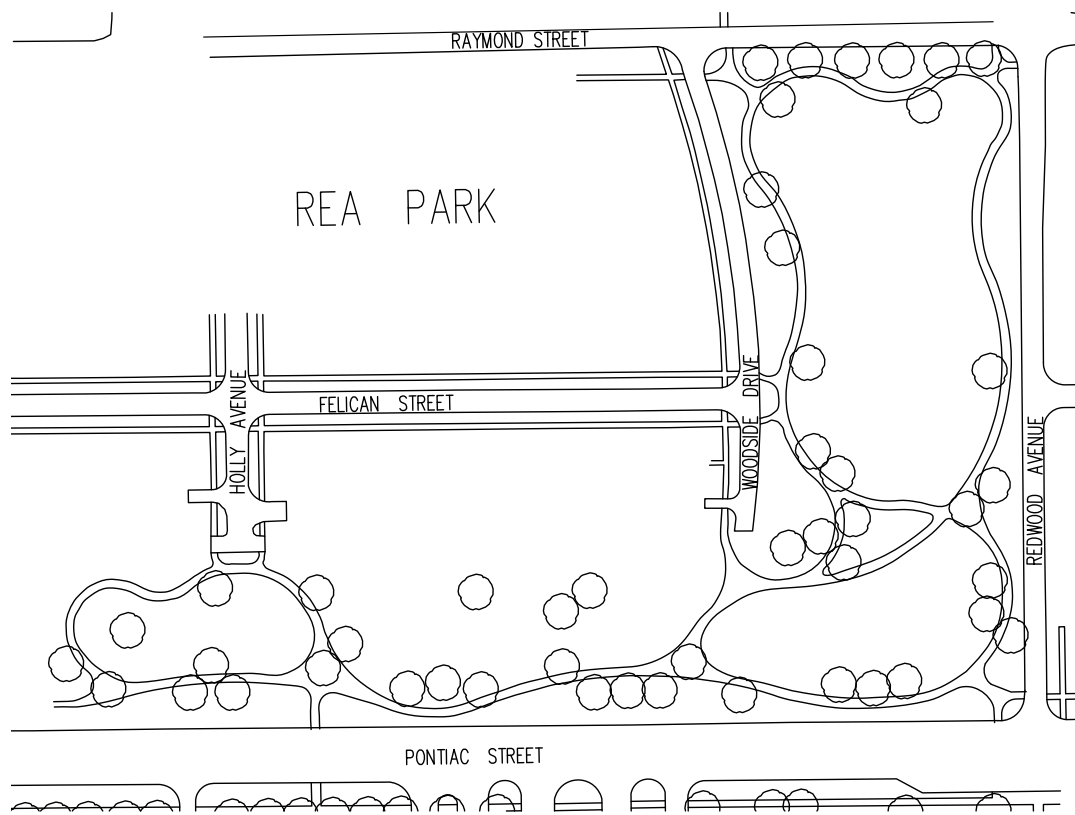 RAYMOND STREET
REA PARK
HOLLY AVENUE
FELICAN STREET
WOODSIDE DRIVE
REDWOOD AVENUE
PONTIAC STREET